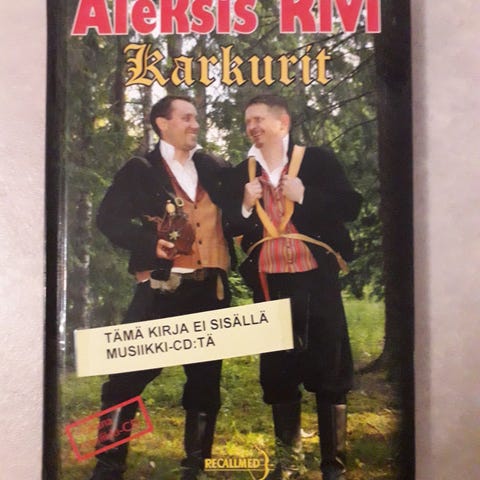 Aleksis Kivi
Karkurit
TÄMÄ KIRJA EI SISÄLLÄ
MUSIIKKI-CD:TÄ
RECALLMED